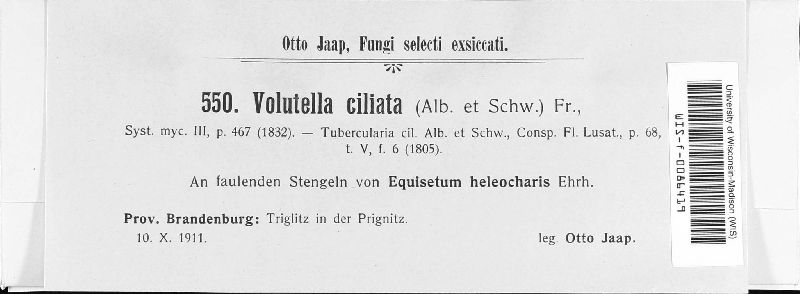 Otto Jaap, Fungi selecti exsiccati.
550. Volutella ciliata (Alb. et Schw.) Fr.,
Syst. myc. III, p. 467 (1832). — Tubercularia cil. Alb. et Schw., Consp. Fl. Lusat., p. 68,
t. V, f. 6 (1805).
An faulenden Stengeln von Equisetum heleocharis Ehrh.
Prov. Brandenburg: Triglitz in der Prignitz.
10. X. 1911.
leg. Otto Jaap.
University of Wisconsin-Madison (WIS)
WIS-f-0086419